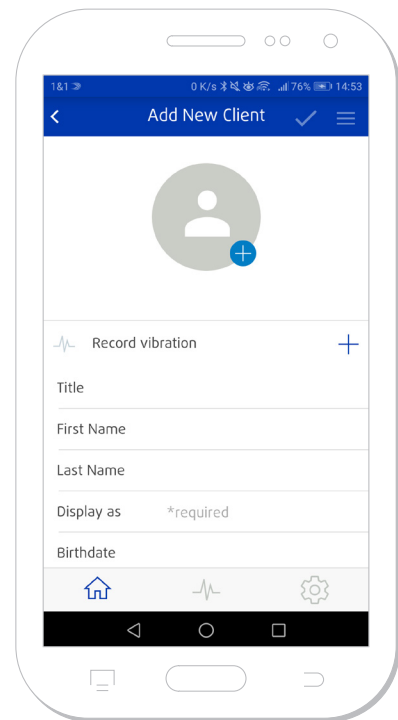 1&1 0 K/s 76% 14:53
Add New Client
Record vibration
Title
First Name
Last Name
Display as *required
Birthdate